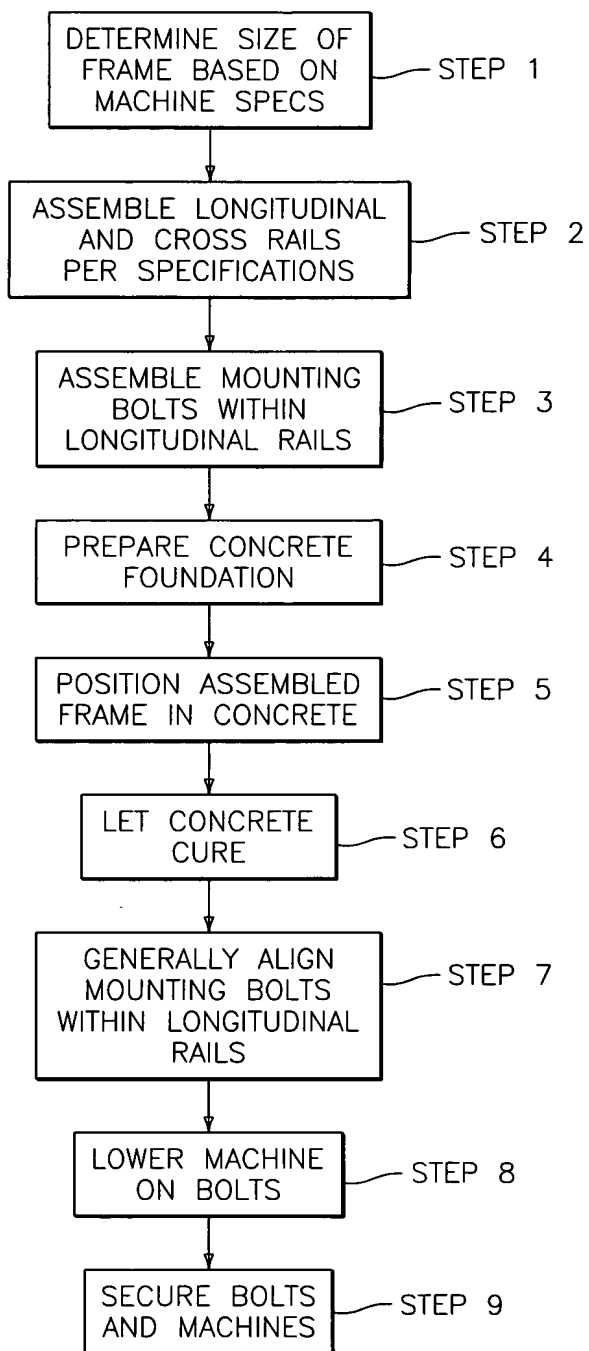 DETERMINE SIZE OF
FRAME BASED ON
MACHINE SPECS
STEP 1
ASSEMBLE LONGITUDINAL
AND CROSS RAILS
PER SPECIFICATIONS
STEP 2
ASSEMBLE MOUNTING
BOLTS WITHIN
LONGITUDINAL RAILS
STEP 3
PREPARE CONCRETE
FOUNDATION
STEP 4
POSITION ASSEMBLED
FRAME IN CONCRETE
STEP 5
LET CONCRETE
CURE
STEP 6
GENERALLY ALIGN
MOUNTING BOLTS
WITHIN LONGITUDINAL
RAILS
STEP 7
LOWER MACHINE
ON BOLTS
STEP 8
SECURE BOLTS
AND MACHINES
STEP 9